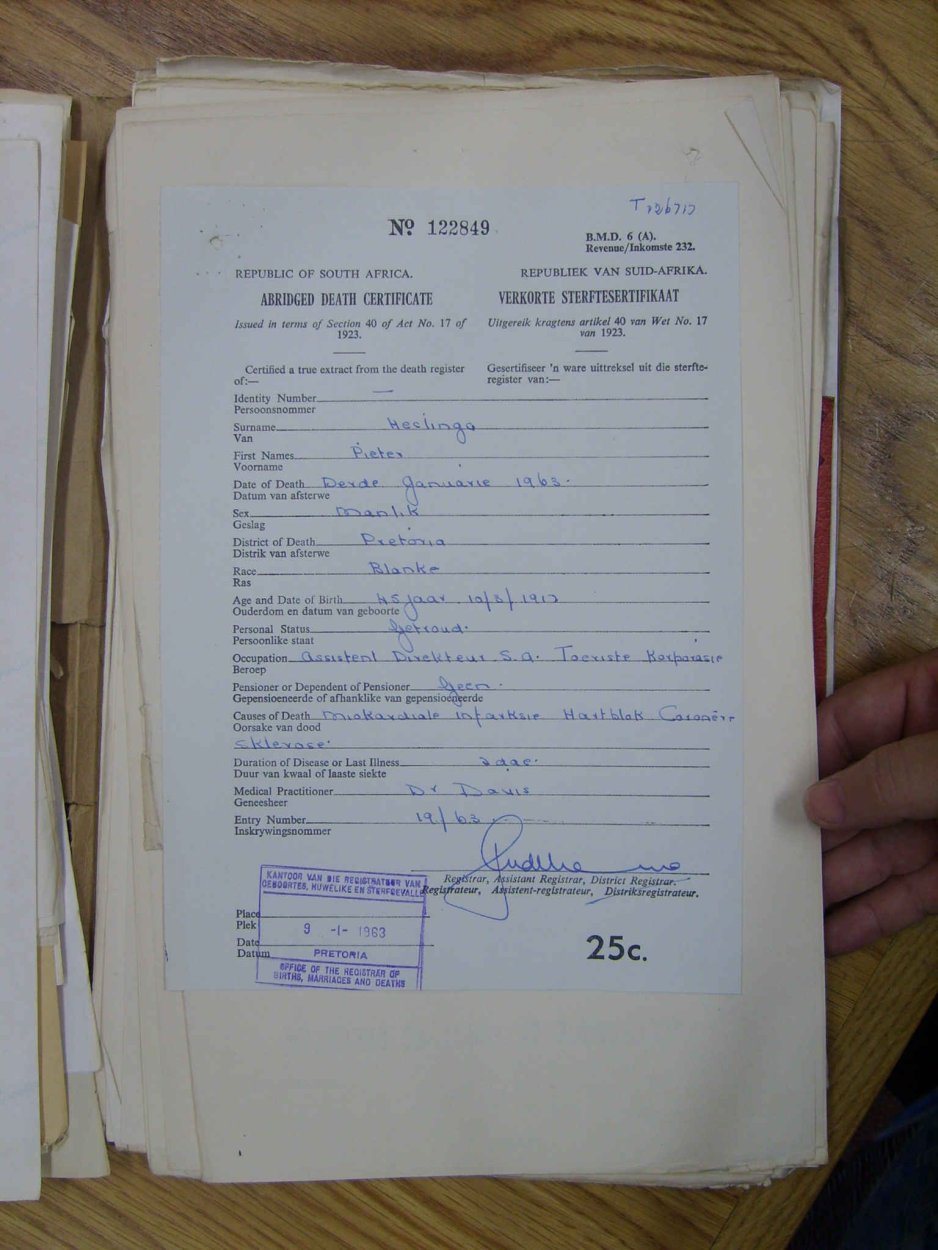 Nº 122849
B.M.D. 6 (A).
Revenue/Inkomste 232.
REPUBLIC OF SOUTH AFRICA.
REPUBLIEK VAN SUID-AFRIKA.
ABRIDGED DEATH CERTIFICATE
VERKORTE STERFTESERTIFIKAAT
Issued in terms of Section 40 of Act No. 17 of
1923.
Uitgereik kragtens artikel 40 van Wet No. 17
van 1923.
Certified a true extract from the death register
of:—
Gesertifiseer 'n ware uittreksel uit die sterfte-
register van:—
Identity Number —
Persoonsnommer
Surname Heslinga
Van
First Names Pieter
Voorname
Date of Death Derde Januarie 1963.
Datum van afsterwe
Sex Manlik
Geslag
District of Death Pretoria
Distrik van afsterwe
Race Blanke
Ras
Age and Date of Birth 45 jaar 10/3/1917
Ouderdom en datum van geboorte
Personal Status Getroud.
Persoonlike staat
Occupation Assistent Direkteur S.A. Toeriste Korporasie
Beroep
Pensioner or Dependent of Pensioner Geen.
Gepensioeneerde of afhanklike van gepensioeneerde
Causes of Death Miokardiale infarksie Hartblok Coronêre
Oorsake van dood
Sklerose.
Duration of Disease or Last Illness dae.
Duur van kwaal of laaste siekte
Medical Practitioner Dr Davis
Geneesheer
Entry Number 19/63
Inskrywingsnommer
Registrar, Assistant Registrar, District Registrar.
Registrateur, Assistent-registrateur, Distriksregistrateur.
KANTOOR VAN DIE REGISTRATEUR VAN
GEBOORTES, HUWELIKE EN STERFGEVALLE
Place
Plek
9 -1- 1963
Date
Datum
PRETORIA
OFFICE OF THE REGISTRAR OF
BIRTHS, MARRIAGES AND DEATHS
25c.